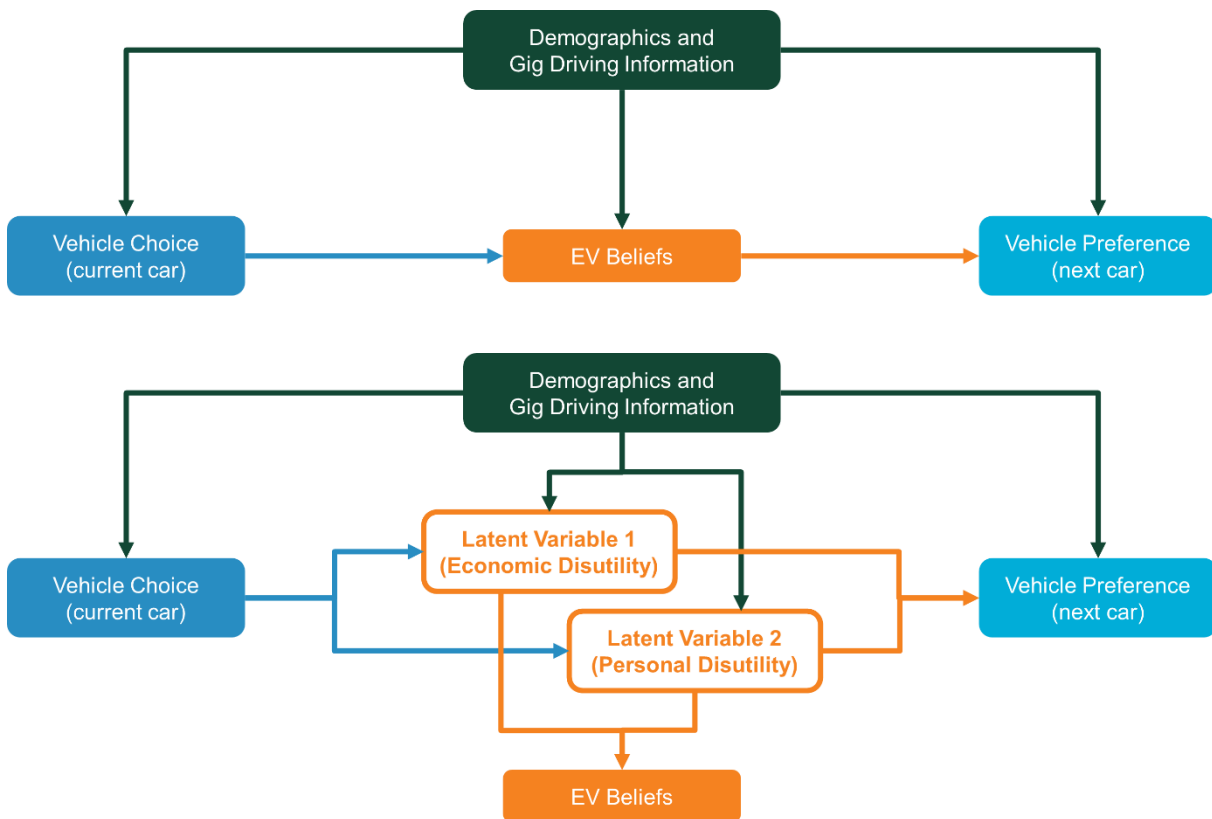 Demographics and
Gig Driving Information
Vehicle Choice
(current car)
EV Beliefs
Vehicle Preference
(next car)
Demographics and
Gig Driving Information
Latent Variable 1
(Economic Disutility)
Vehicle Choice
(current car)
Vehicle Preference
(next car)
Latent Variable 2
(Personal Disutility)
EV Beliefs